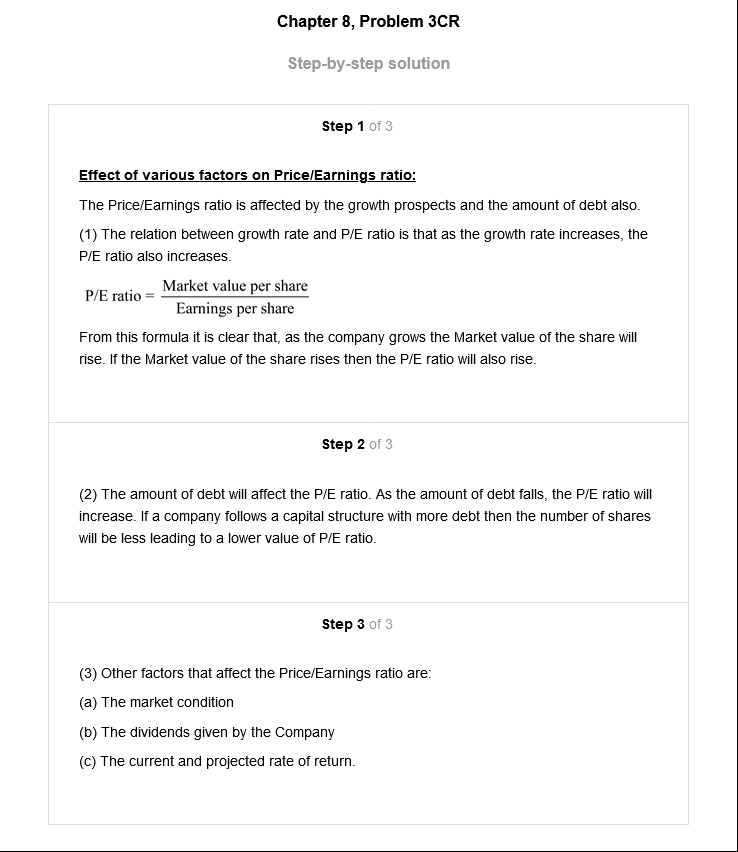 Chapter 8, Problem 3CR
Step-by-step solution
Step 1 of 3
Effect of various factors on Price/Earnings ratio:
The Price/Earnings ratio is affected by the growth prospects and the amount of debt also.
(1) The relation between growth rate and P/E ratio is that as the growth rate increases, the
P/E ratio also increases.
P/E ratio = Market value per share
Earnings per share
From this formula it is clear that, as the company grows the Market value of the share will
rise. If the Market value of the share rises then the P/E ratio will also rise.
Step 2 of 3
(2) The amount of debt will affect the P/E ratio. As the amount of debt falls, the P/E ratio will
increase. If a company follows a capital structure with more debt then the number of shares
will be less leading to a lower value of P/E ratio.
Step 3 of 3
(3) Other factors that affect the Price/Earnings ratio are:
(a) The market condition
(b) The dividends given by the Company
(c) The current and projected rate of return.